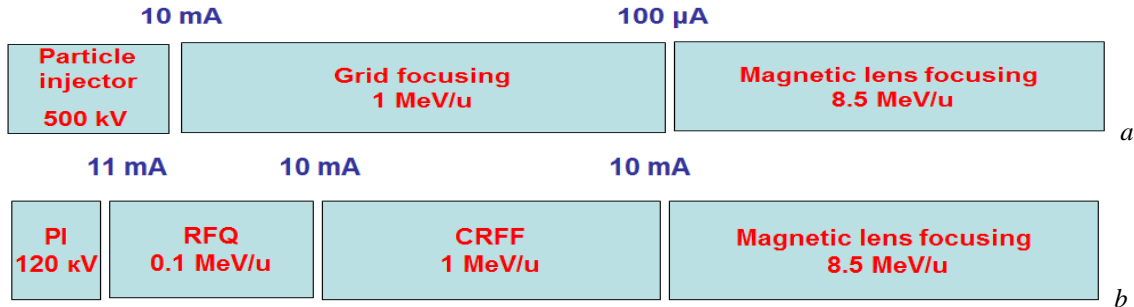 10 mA 100 µA
Particle injector 500 kV
Grid focusing 1 MeV/u
Magnetic lens focusing 8.5 MeV/u
a
11 mA 10 mA 10 mA
PI 120 кV
RFQ 0.1 MeV/u
CRFF 1 MeV/u
Magnetic lens focusing 8.5 MeV/u
b